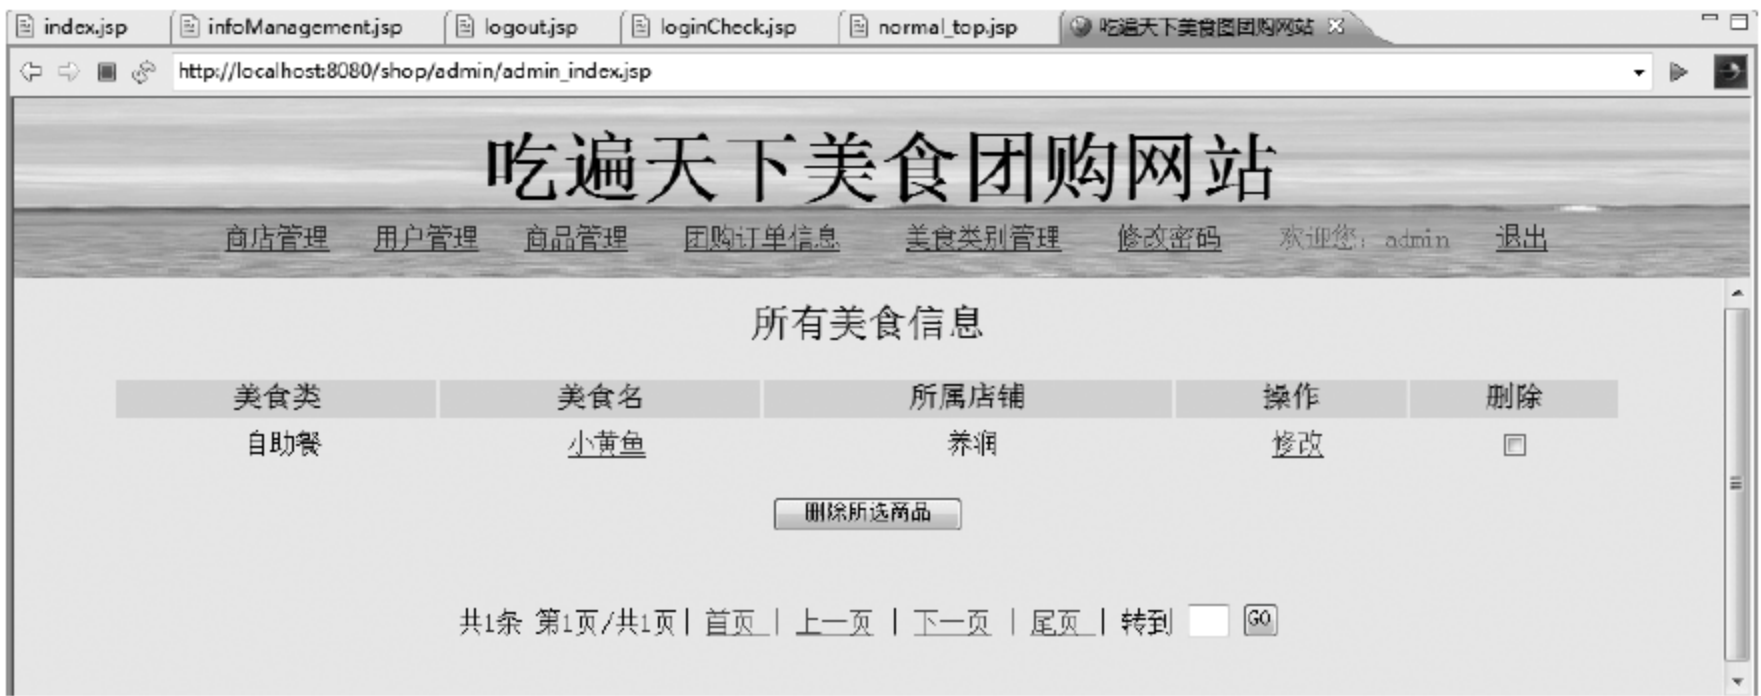 index.jsp infoManagement.jsp logout.jsp loginCheck.jsp normal_top.jsp 吃遍天下美食团购网站
http://localhost:8080/shop/admin/admin_index.jsp
吃遍天下美食团购网站
商店管理 用户管理 商品管理 团购订单信息 美食类别管理 修改密码 欢迎您：admin 退出
所有美食信息
美食类 美食名 所属店铺 操作 删除
自助餐 小黄鱼 养润 修改
删除所选商品
共1条 第1页/共1页| 首页 | 上一页 | 下一页 | 尾页 | 转到 GO